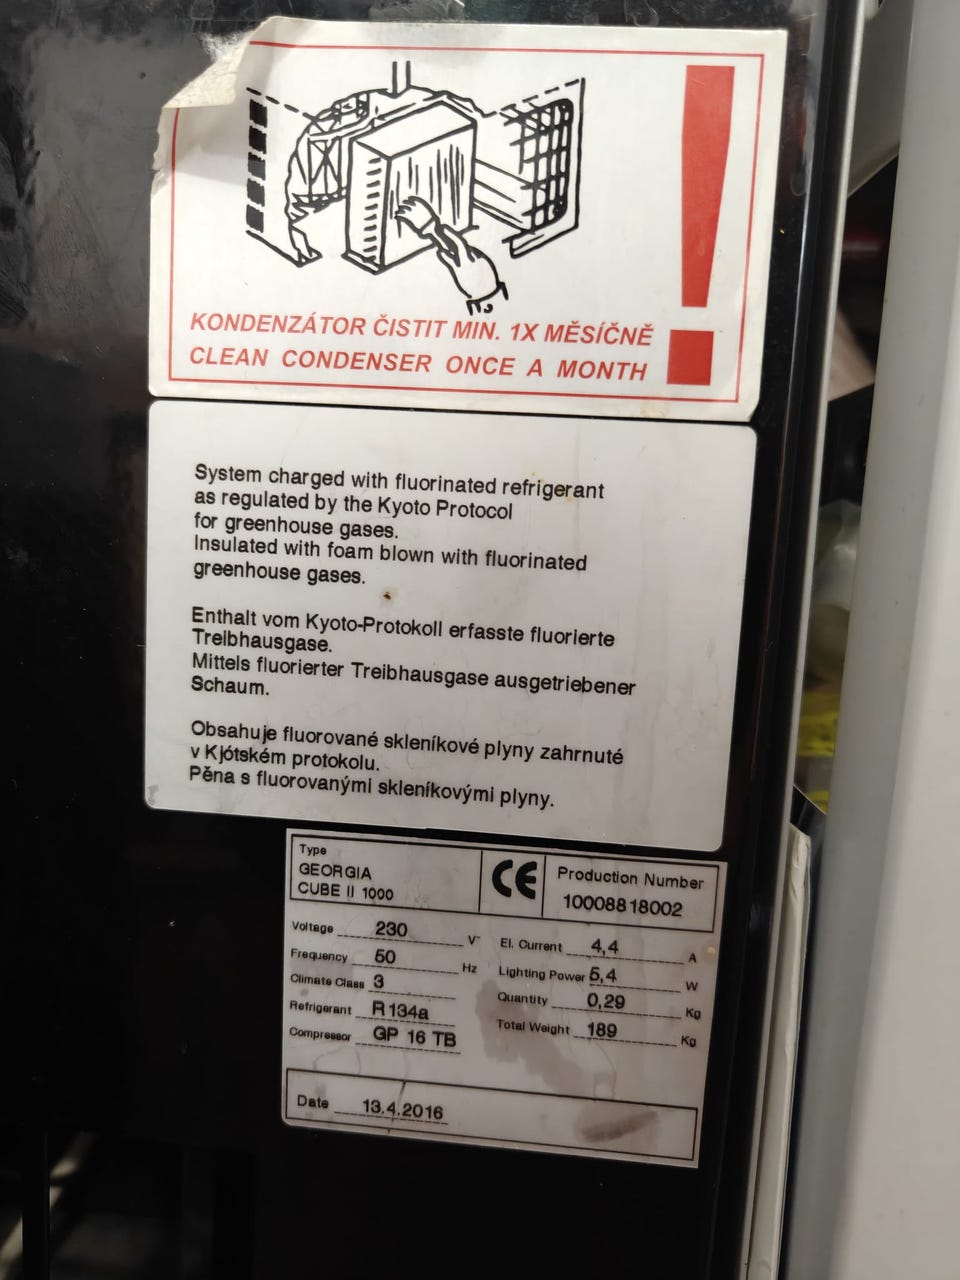 KONDENZÁTOR ČISTIT MIN. 1X MĚSÍČNĚ
CLEAN CONDENSER ONCE A MONTH
System charged with fluorinated refrigerant
as regulated by the Kyoto Protocol
for greenhouse gases.
Insulated with foam blown with fluorinated
greenhouse gases.
Enthalt vom Kyoto-Protokoll erfasste fluorierte
Treibhausgase.
Mittels fluorierter Treibhausgase ausgetriebener
Schaum.
Obsahuje fluorované skleníkové plyny zahrnuté
v Kjótském protokolu.
Pěna s fluorovanými skleníkovými plyny.
Type
GEORGIA
CUBE II 1000
CE
Production Number
10008818002
Voltage 230 V~
Frequency 50 Hz
Climate Class 3
Refrigerant R134a
Compressor GP 16 TB
El. Current 4,4 A
Lighting Power 5,4 W
Quantity 0,29 Kg
Total Weight 189 Kg
Date 13.4.2016